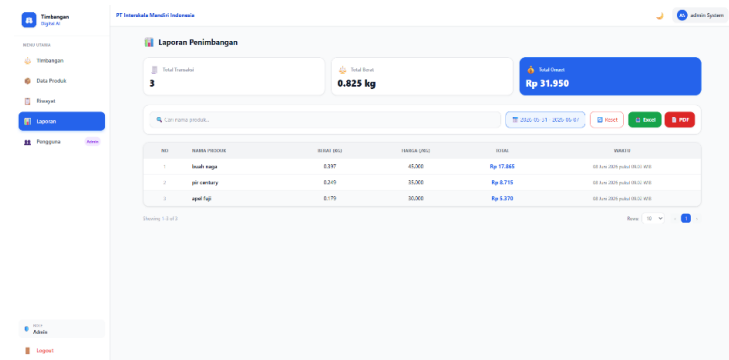 Timbangan
Digital AI
PT Interskala Mandiri Indonesia
AS admin System
MENU UTAMA
Timbangan
Data Produk
Riwayat
Laporan
Pengguna Admin
Laporan Penimbangan
Total Transaksi
3
Total Berat
0.825 kg
Total Omzet
Rp 31.950
Cari nama produk...
Reset
Excel
PDF
NO NAMA PRODUK BERAT (KG) HARGA (/KG) TOTAL WAKTU
1 buah naga 0.397 45.000 Rp 17.865
2 pir century 0.249 35.000 Rp 8.715
3 apel fuji 0.179 30.000 Rp 5.370
Showing 1-3 of 3
Rows 10 1
Admin
Logout